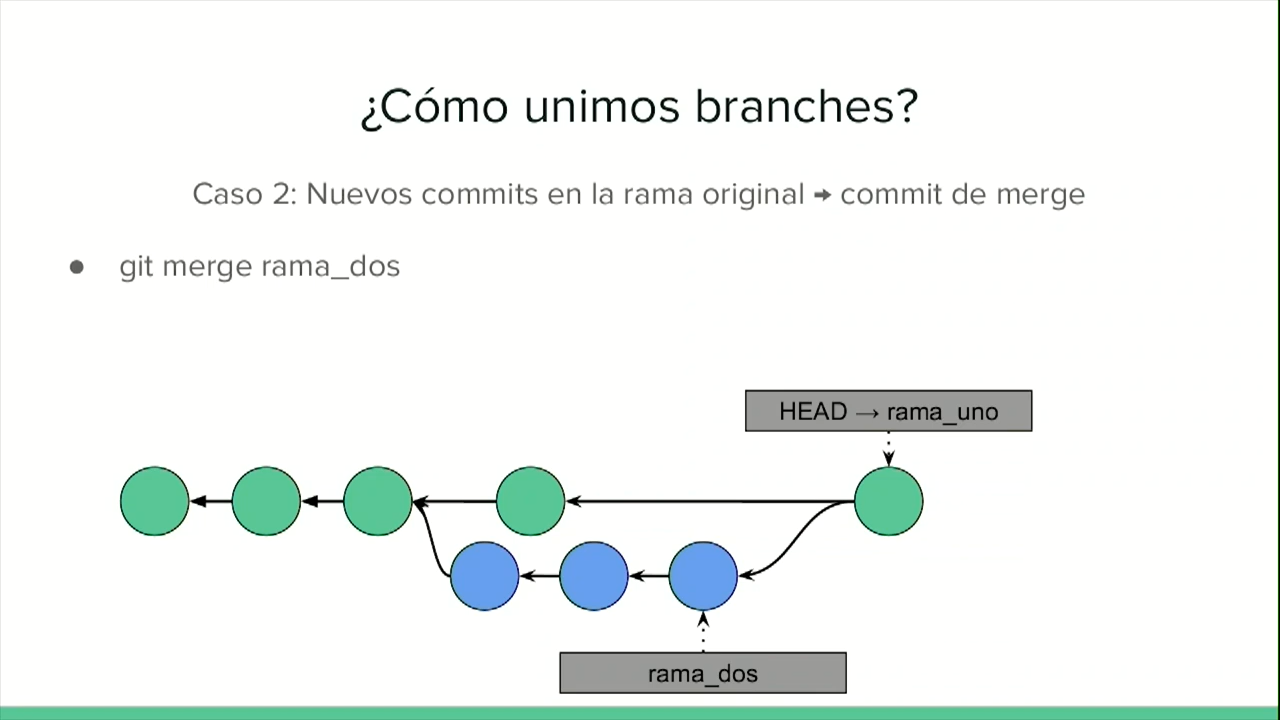 ¿Cómo unimos branches?
Caso 2: Nuevos commits en la rama original → commit de merge
● git merge rama_dos
HEAD → rama_uno
rama_dos